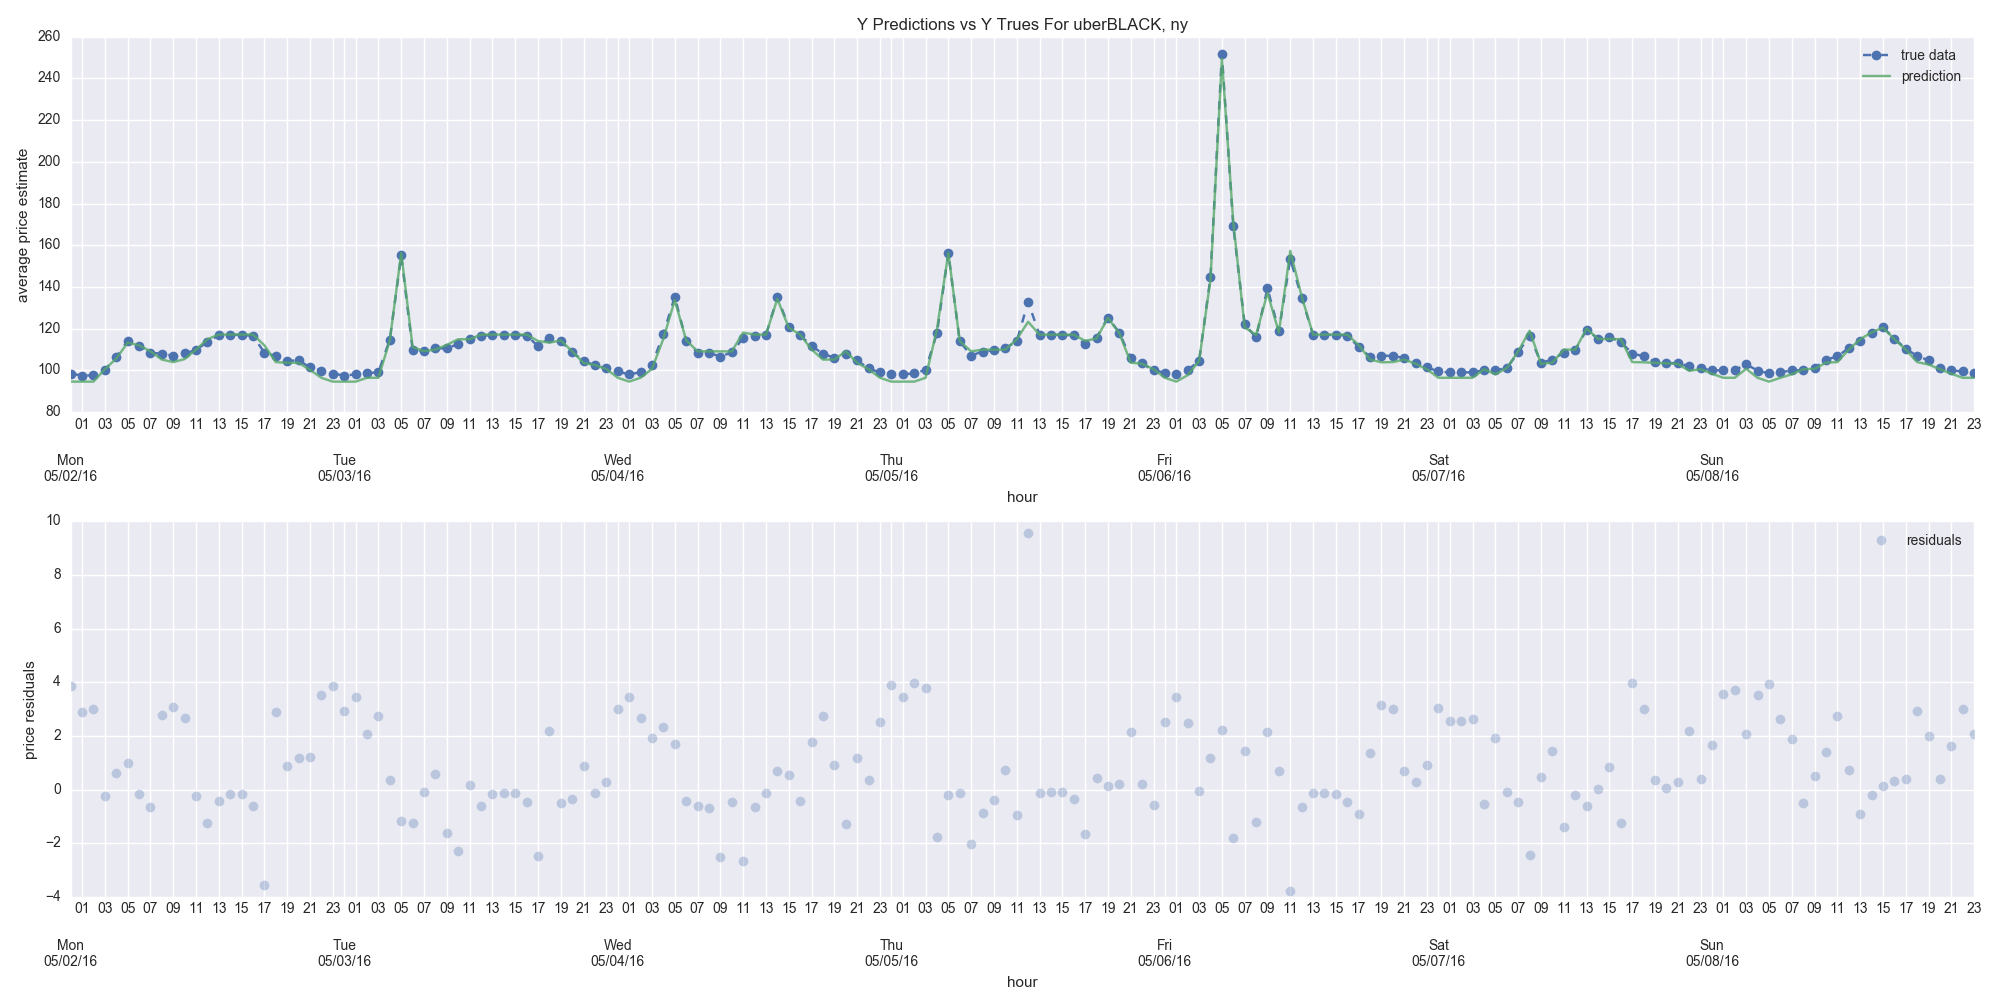 Y Predictions vs Y Trues For uberBLACK, ny
260
240
220
200
180
160
140
120
100
80
average price estimate
true data
prediction
01 03 05 07 09 11 13 15 17 19 21 23 01 03 05 07 09 11 13 15 17 19 21 23 01 03 05 07 09 11 13 15 17 19 21 23 01 03 05 07 09 11 13 15 17 19 21 23 01 03 05 07 09 11 13 15 17 19 21 23 01 03 05 07 09 11 13 15 17 19 21 23 01 03 05 07 09 11 13 15 17 19 21 23
Mon Tue Wed Thu Fri Sat Sun
05/02/16 05/03/16 05/04/16 05/05/16 05/06/16 05/07/16 05/08/16
hour
10
8
6
4
2
0
−2
−4
price residuals
residuals
01 03 05 07 09 11 13 15 17 19 21 23 01 03 05 07 09 11 13 15 17 19 21 23 01 03 05 07 09 11 13 15 17 19 21 23 01 03 05 07 09 11 13 15 17 19 21 23 01 03 05 07 09 11 13 15 17 19 21 23 01 03 05 07 09 11 13 15 17 19 21 23 01 03 05 07 09 11 13 15 17 19 21 23
Mon Tue Wed Thu Fri Sat Sun
05/02/16 05/03/16 05/04/16 05/05/16 05/06/16 05/07/16 05/08/16
hour